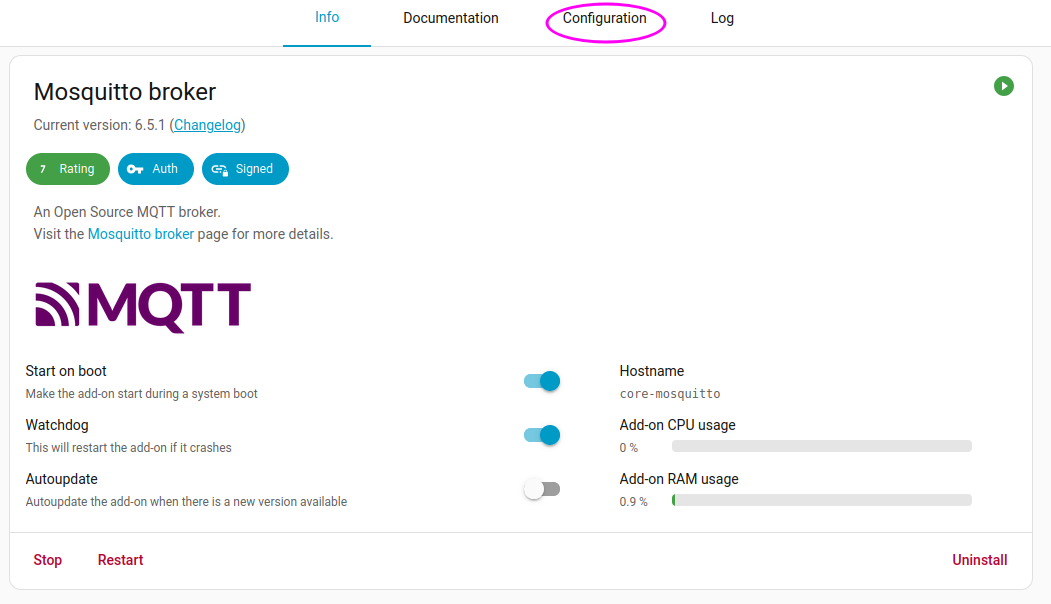 Info Documentation Configuration Log
Mosquitto broker
Current version: 6.5.1 (Changelog)
7 Rating Auth Signed
An Open Source MQTT broker.
Visit the Mosquitto broker page for more details.
MQTT
Start on boot
Make the add-on start during a system boot
Hostname
core-mosquitto
Watchdog
This will restart the add-on if it crashes
Add-on CPU usage
0 %
Autoupdate
Autoupdate the add-on when there is a new version available
Add-on RAM usage
0.9 %
Stop Restart Uninstall